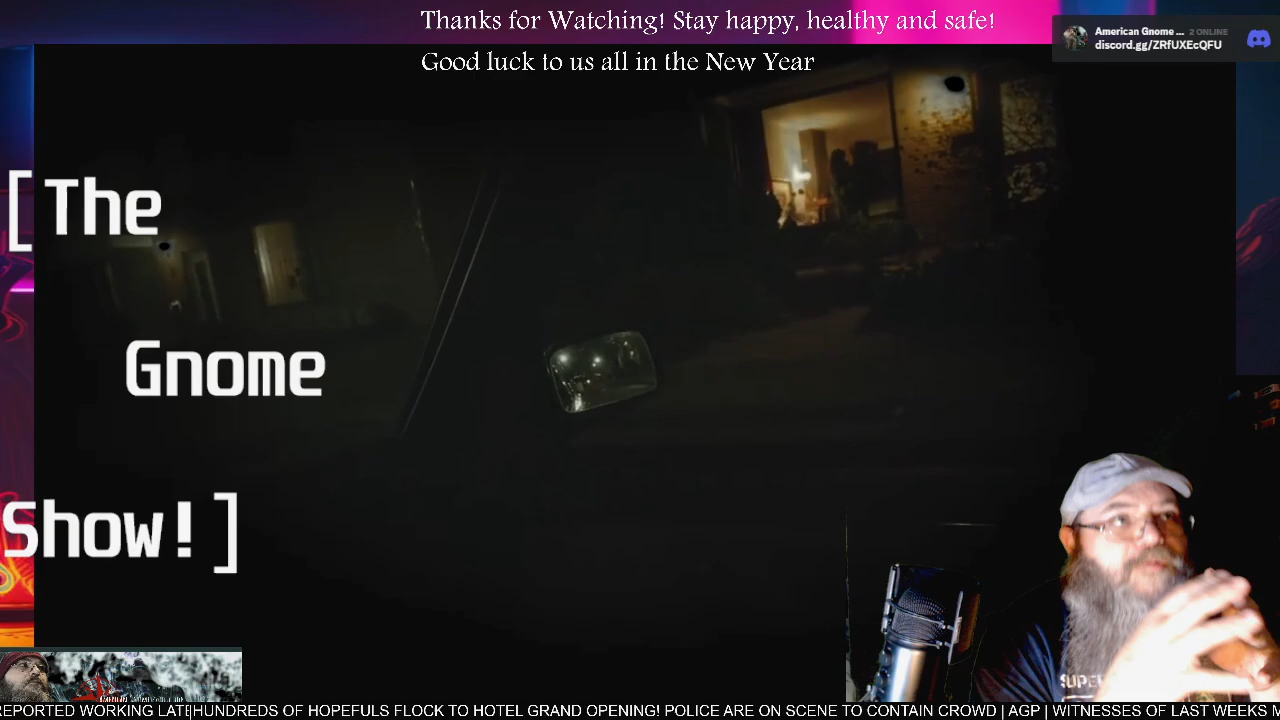 Thanks for Watching! Stay happy, healthy and safe!
Good luck to us all in the New Year
American Gnome ... 2 ONLINE
discord.gg/ZRfUXEcQFU
[The
Gnome
Show!]
SUPER
REPORTED WORKING LATE HUNDREDS OF HOPEFULS FLOCK TO HOTEL GRAND OPENING! POLICE ARE ON SCENE TO CONTAIN CROWD | AGP | WITNESSES OF LAST WEEKS